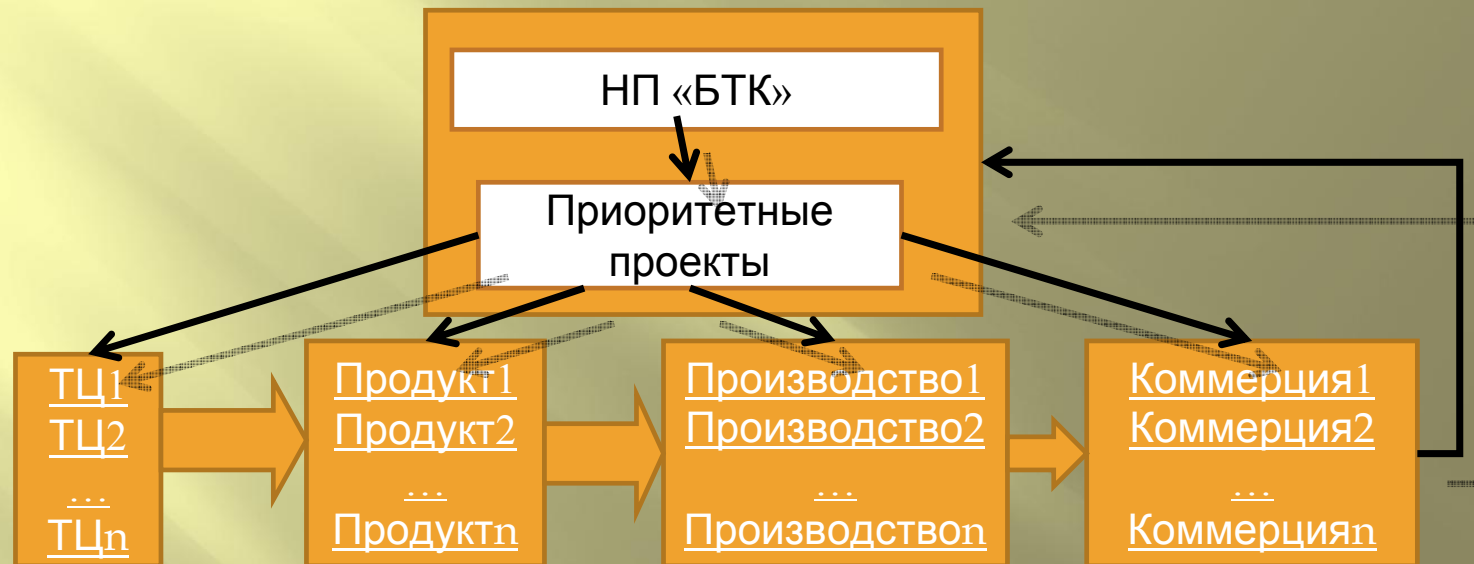 НП «БТК»
Приоритетные
проекты
ТЦ1
ТЦ2
...
ТЦn
Продукт1
Продукт2
...
Продуктn
Производство1
Производство2
...
Производствоn
Коммерция1
Коммерция2
...
Коммерцияn